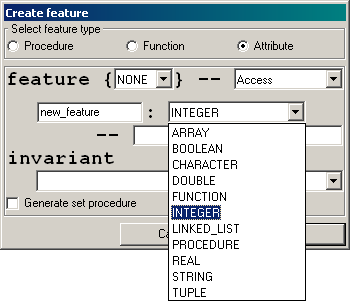 Create feature
Select feature type
Procedure Function Attribute
feature { NONE } -- Access
new_feature : INTEGER
--
ARRAY
BOOLEAN
CHARACTER
DOUBLE
FUNCTION
INTEGER
LINKED_LIST
PROCEDURE
REAL
STRING
TUPLE
invariant
Generate set procedure
Ca